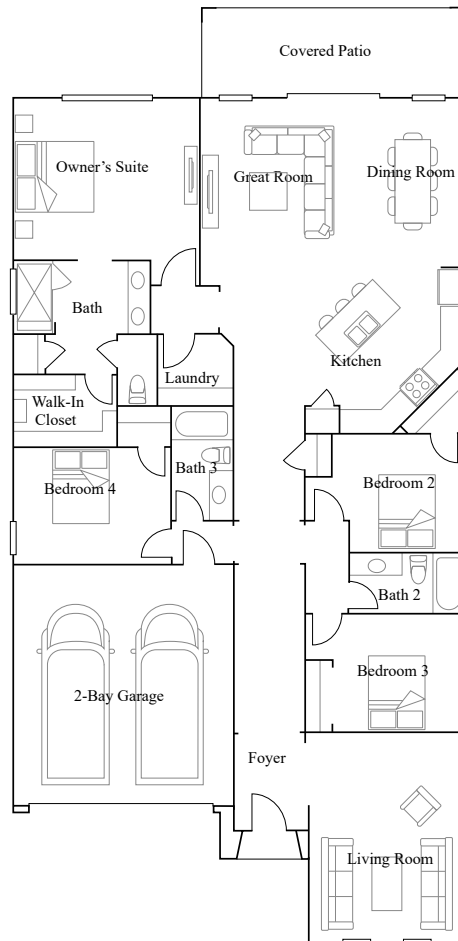 Covered Patio
Owner's Suite
Great Room
Dining Room
Bath
Kitchen
Laundry
Walk-In
Closet
Bath 3
Bedroom 4
Bedroom 2
Bath 2
Bedroom 3
2-Bay Garage
Foyer
Living Room